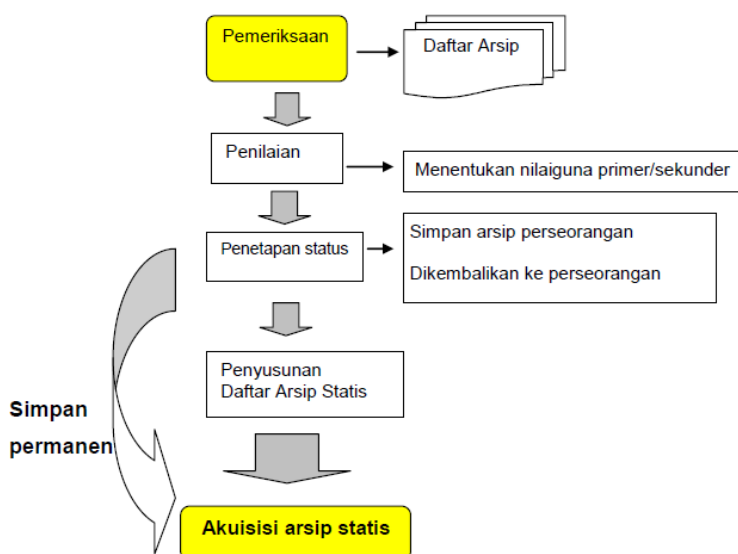 Pemeriksaan
Daftar Arsip
Penilaian
Menentukan nilaiguna primer/sekunder
Penetapan status
Simpan arsip perseorangan
Dikembalikan ke perseorangan
Penyusunan
Daftar Arsip Statis
Simpan
permanen
Akuisisi arsip statis